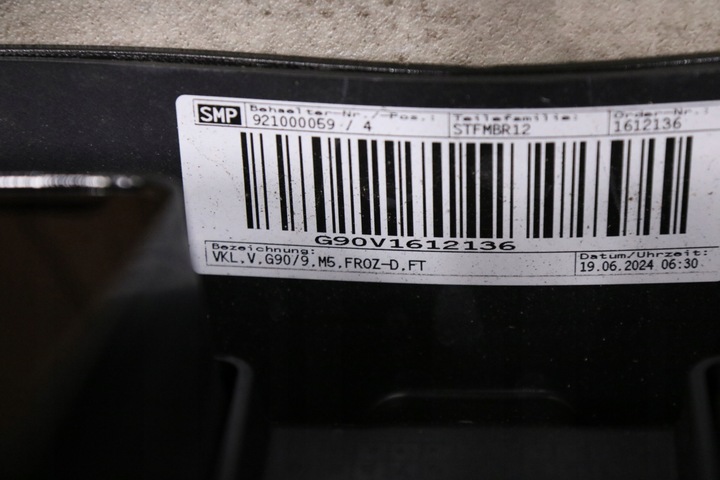 SMP
Behaelter-Nr./-Pos.:
921000059 / 4
Teilefamilie:
STFMBR12
Order-Nr.:
1612136
G90V1612136
Bezeichnung:
VKL.V.G90/9.M5.FROZ-D.FT
Datum/Uhrzeit:
19.06.2024 06:30